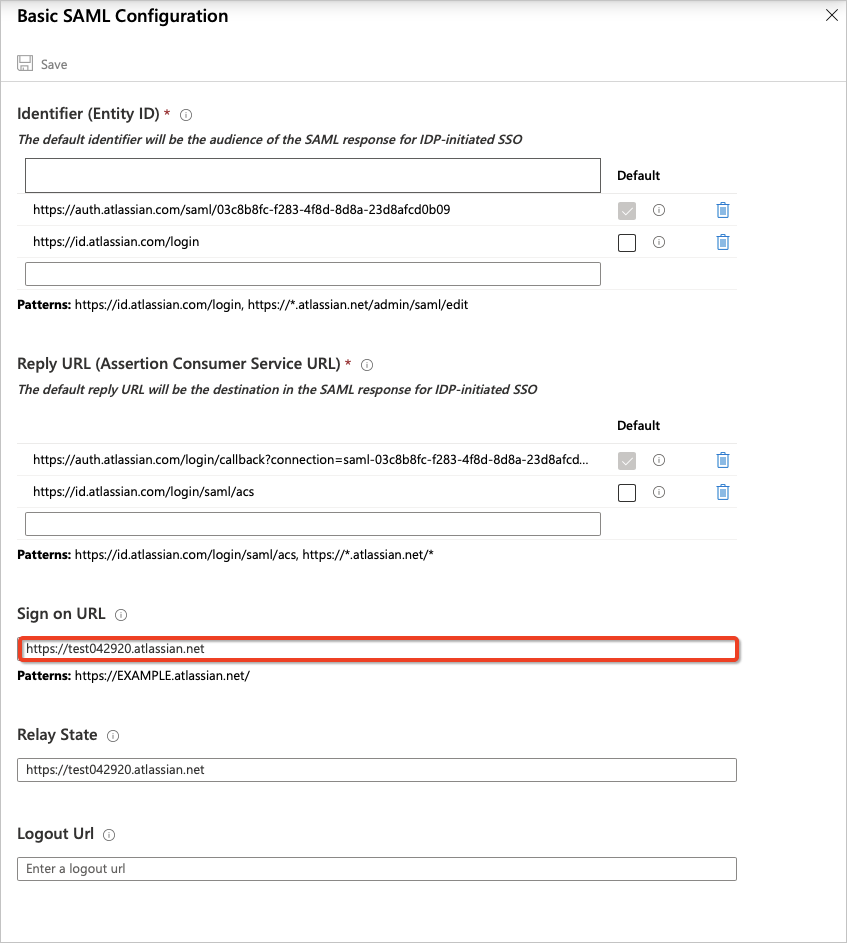 Basic SAML Configuration
Save
Identifier (Entity ID) *
The default identifier will be the audience of the SAML response for IDP-initiated SSO
Default
https://auth.atlassian.com/saml/03c8b8fc-f283-4f8d-8d8a-23d8afcd0b09
https://id.atlassian.com/login
Patterns: https://id.atlassian.com/login, https://*.atlassian.net/admin/saml/edit
Reply URL (Assertion Consumer Service URL) *
The default reply URL will be the destination in the SAML response for IDP-initiated SSO
Default
https://auth.atlassian.com/login/callback?connection=saml-03c8b8fc-f283-4f8d-8d8a-23d8afcd...
https://id.atlassian.com/login/saml/acs
Patterns: https://id.atlassian.com/login/saml/acs, https://*.atlassian.net/*
Sign on URL
https://test042920.atlassian.net
Patterns: https://EXAMPLE.atlassian.net/
Relay State
https://test042920.atlassian.net
Logout Url
Enter a logout url